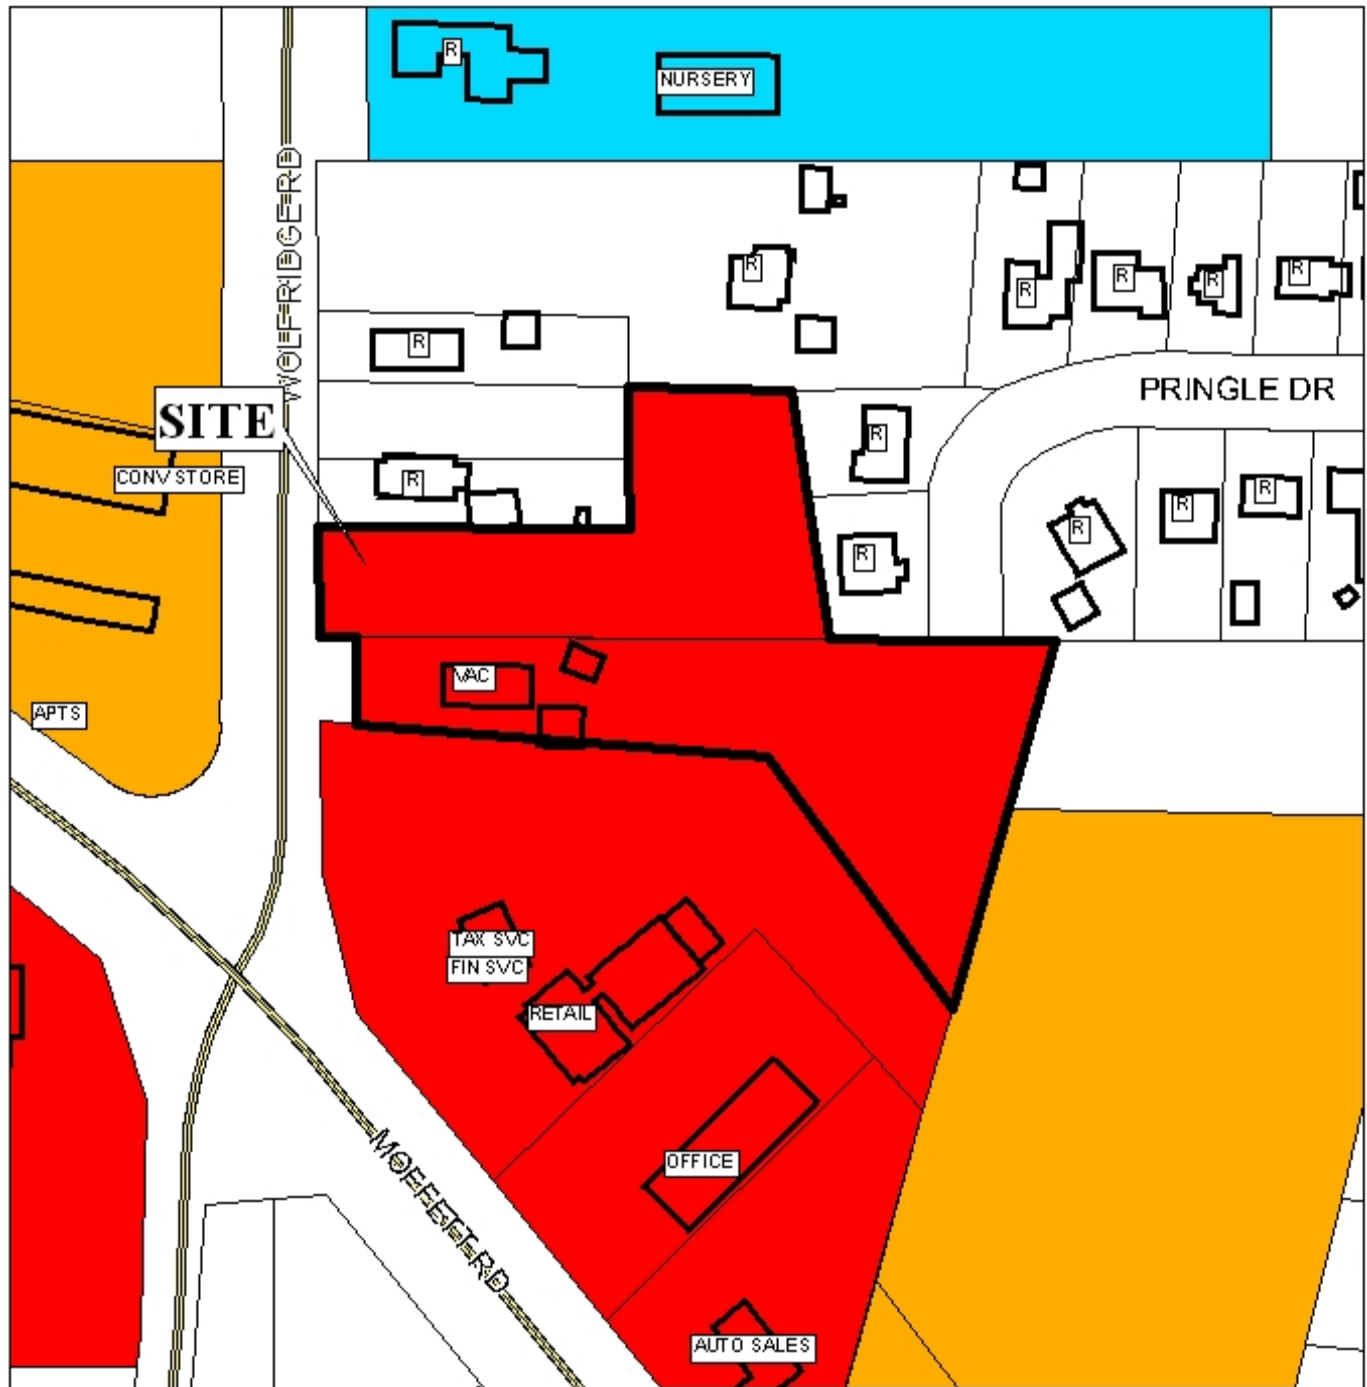 R
NURSERY
WOLF RIDGE RD
R
R
R
R
R
R
PRINGLE DR
SITE
R
CONV STORE
R
R
R
R
R
VAC
APTS
TAX SVC
FIN SVC
RETAIL
OFFICE
MOFFETT RD
AUTO SALES